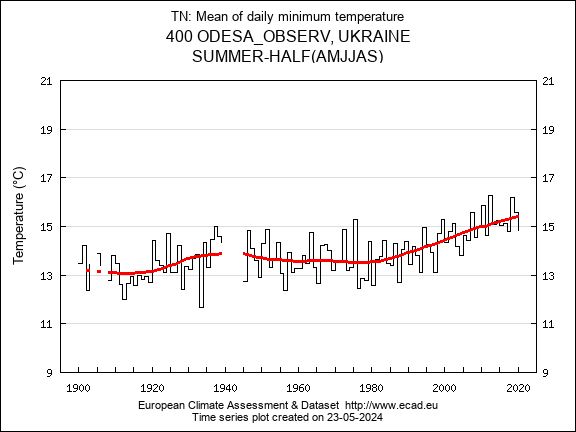 TN: Mean of daily minimum temperature
400 ODESA_OBSERV, UKRAINE
SUMMER-HALF(AMJJAS)
Temperature (°C)
21 21
19 19
17 17
15 15
13 13
11 11
9 9
1900 1920 1940 1960 1980 2000 2020
European Climate Assessment & Dataset http://www.ecad.eu
Time series plot created on 23-05-2024